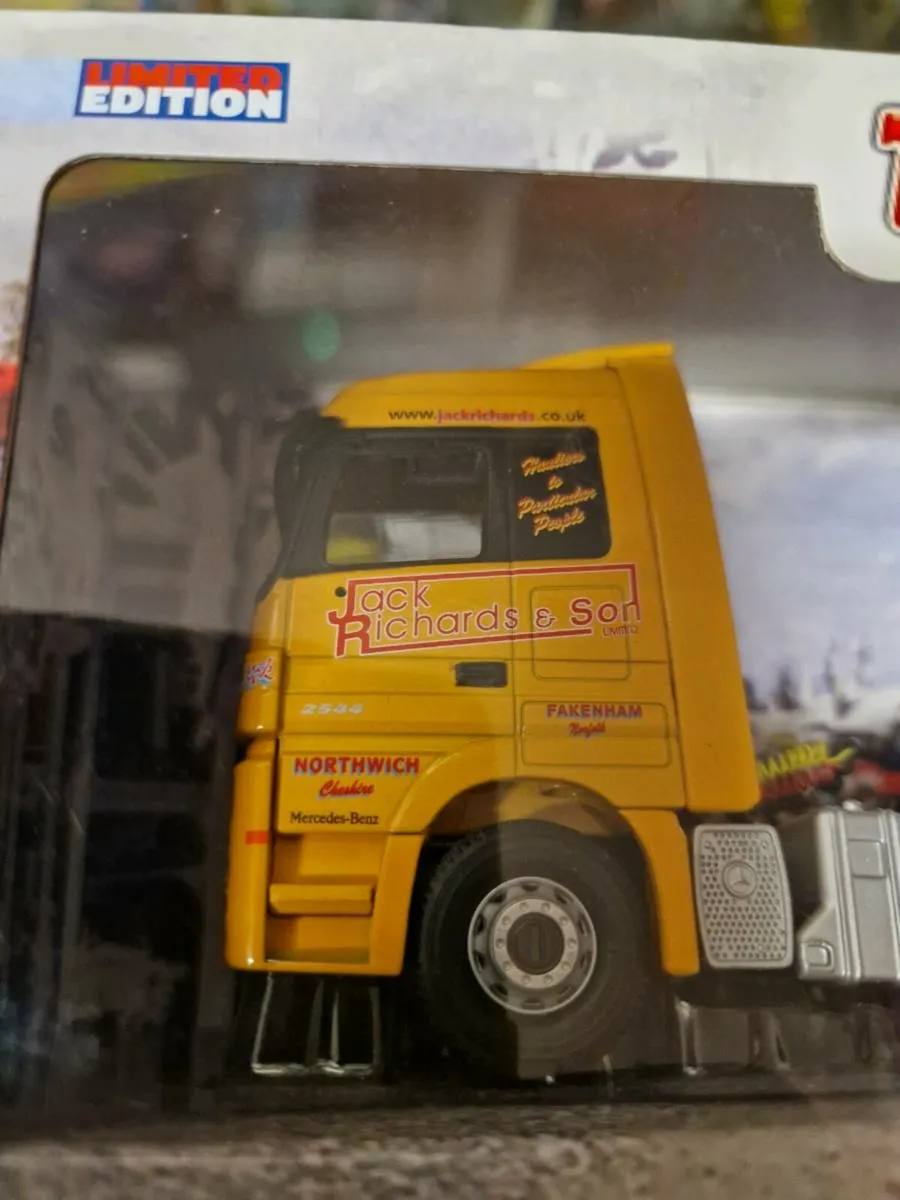 LIMITED
EDITION
www.jackrichards.co.uk
Hauliers
to
Particular
People
Jack
Richards & Son
LIMITED
2544
FAKENHAM
Norfolk
NORTHWICH
Cheshire
Mercedes-Benz